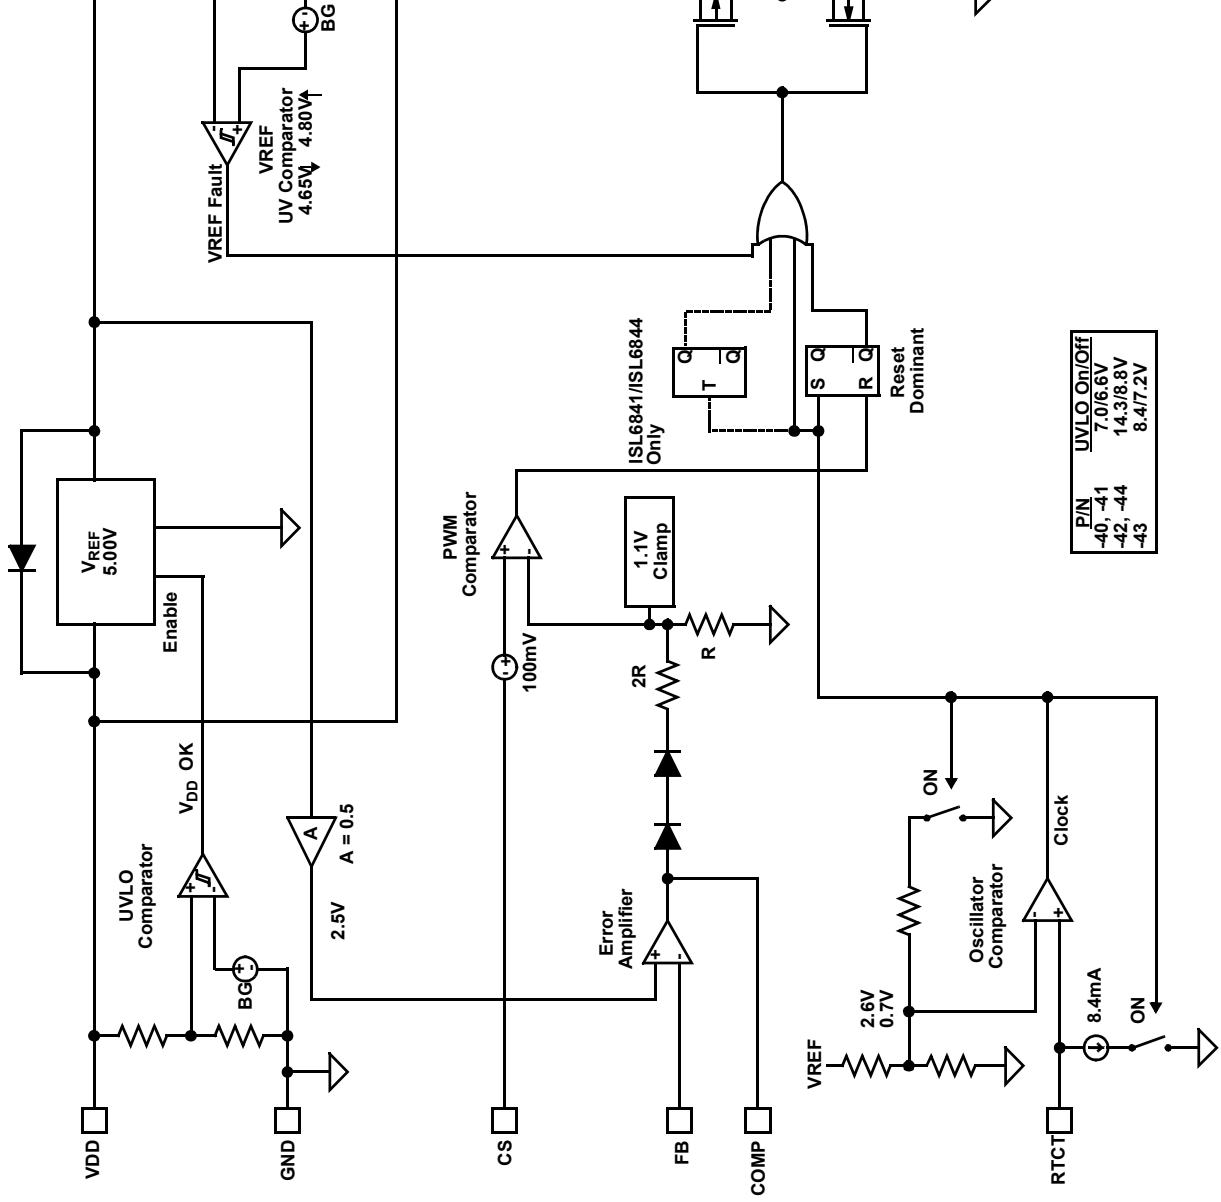 BG
VREF
UV Comparator
4.65V 4.80V
VREF Fault
VREF
5.00V
Enable
VDD OK
UVLO
Comparator
BG
A
A = 0.5
2.5V
VDD
GND
PWM
Comparator
100mV
1.1V
Clamp
2R
R
Error
Amplifier
CS
FB
COMP
ISL6841/ISL6844
Only
T
Q
Q
S Q
R Q
Reset
Dominant
ON
Clock
Oscillator
Comparator
2.6V
0.7V
VREF
8.4mA
ON
RTCT
P/N UVLO On/Off
-40, -41 7.0/6.6V
-42, -44 14.3/8.8V
-43 8.4/7.2V